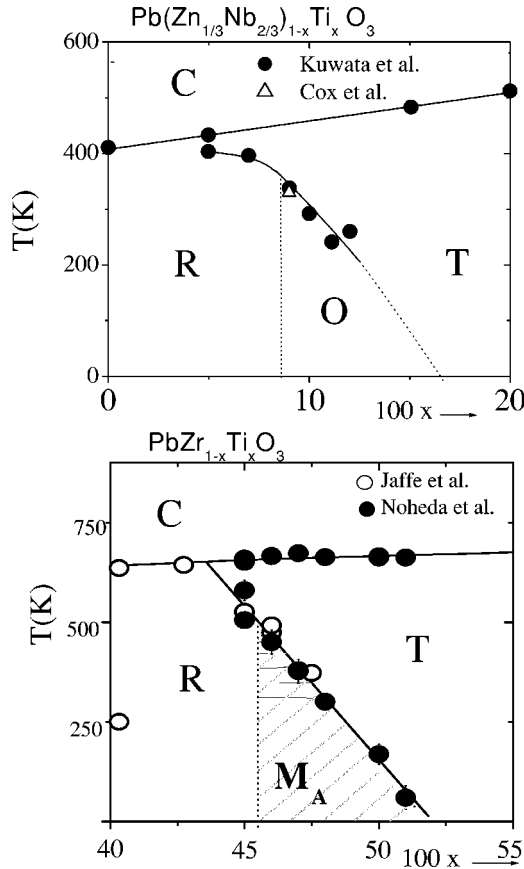 Pb(Zn1/3Nb2/3)1-xTixO3
600
C
Kuwata et al.
Cox et al.
400
T(K)
R
T
200
O
0
0
10
20
100 x
PbZr1-xTixO3
Jaffe et al.
Noheda et al.
C
750
T(K)
500
R
T
250
MA
40
45
50
55
100 x